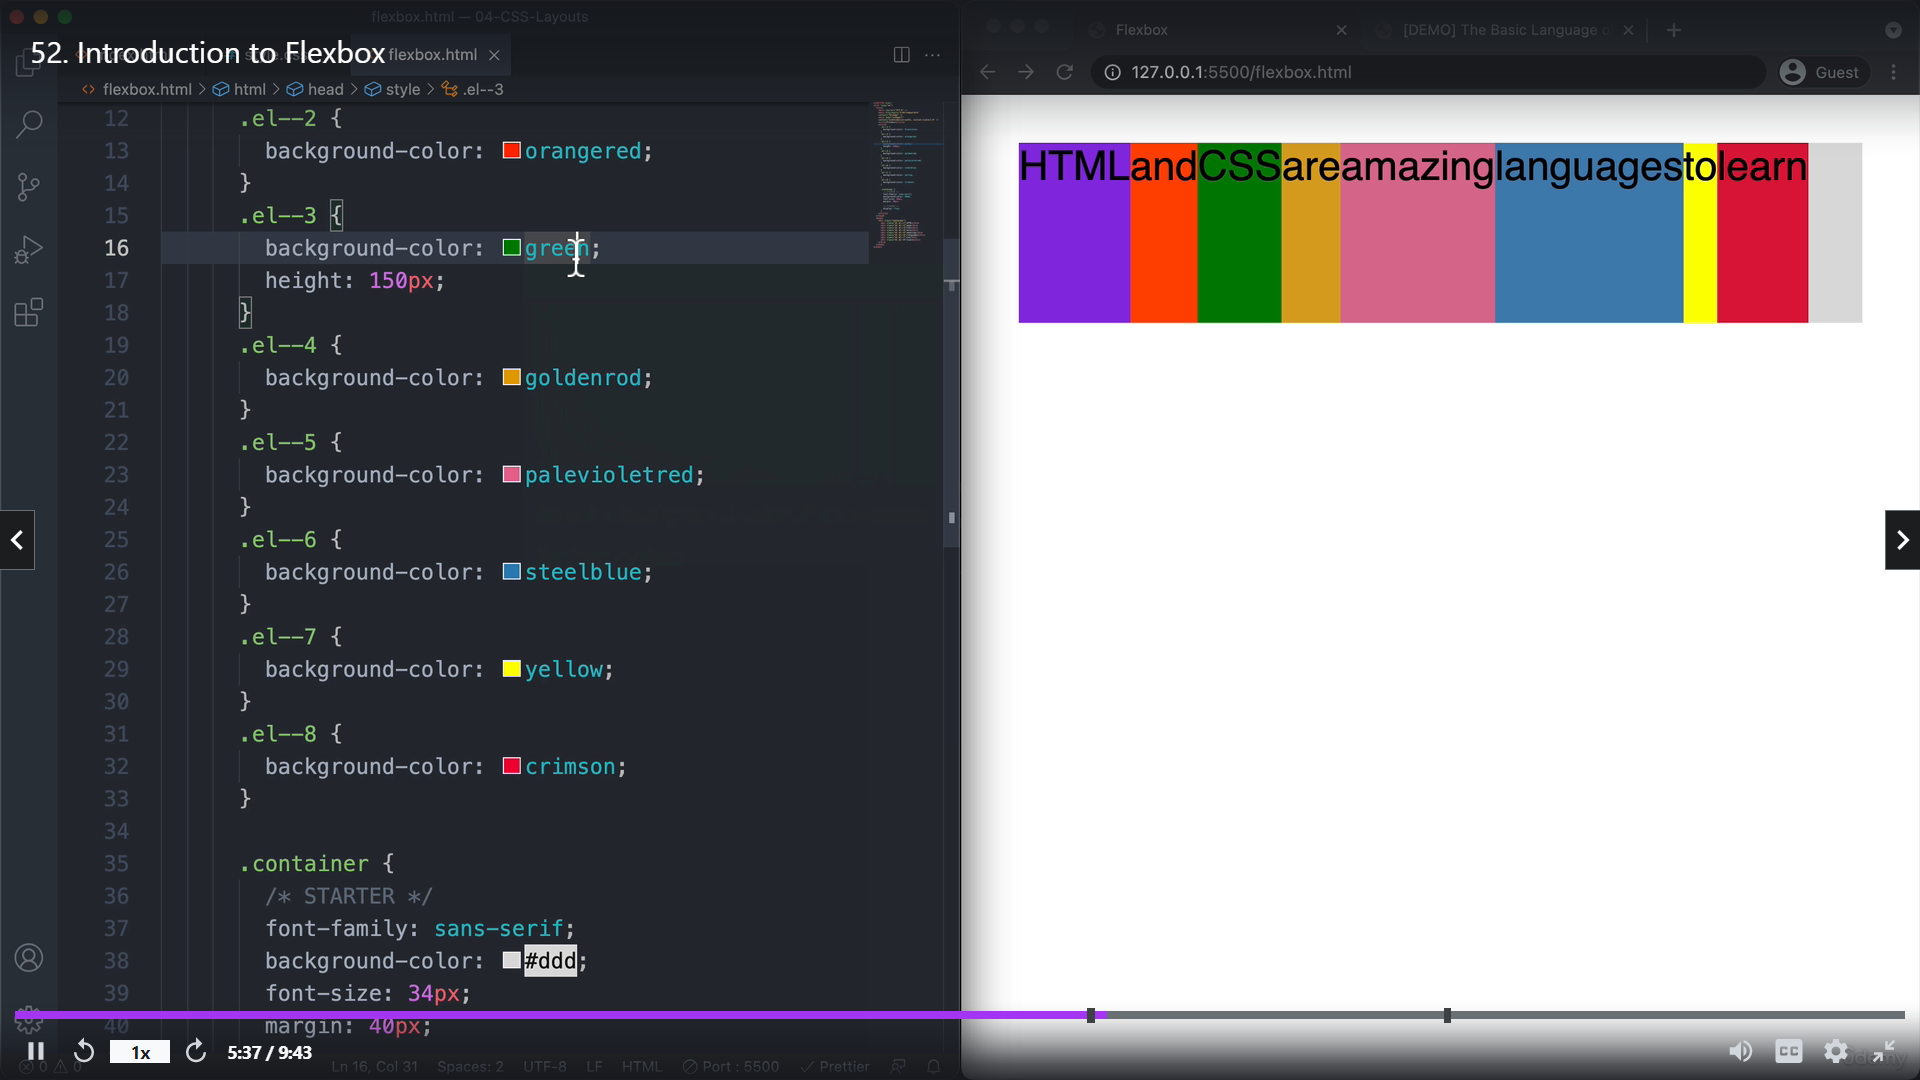 flexbox.html — 04-CSS-Layouts
52. Introduction to Flexbox
flexbox.html
flexbox.html > html > head > style > .el--3
12 .el--2 {
13 background-color: orangered;
14 }
15 .el--3 {
16 background-color: green;
17 height: 150px;
18 }
19 .el--4 {
20 background-color: goldenrod;
21 }
22 .el--5 {
23 background-color: palevioletred;
24 }
25 .el--6 {
26 background-color: steelblue;
27 }
28 .el--7 {
29 background-color: yellow;
30 }
31 .el--8 {
32 background-color: crimson;
33 }
34
35 .container {
36 /* STARTER */
37 font-family: sans-serif;
38 background-color: #ddd;
39 font-size: 34px;
40 margin: 40px;
1x
5:37 / 9:43
0 0
Ln 16, Col 31 Spaces: 2 UTF-8 LF HTML Port : 5500 Prettier
Flexbox
[DEMO] The Basic Language
127.0.0.1:5500/flexbox.html
Guest
HTMLandCSSareamazinglanguagestolearn
CC